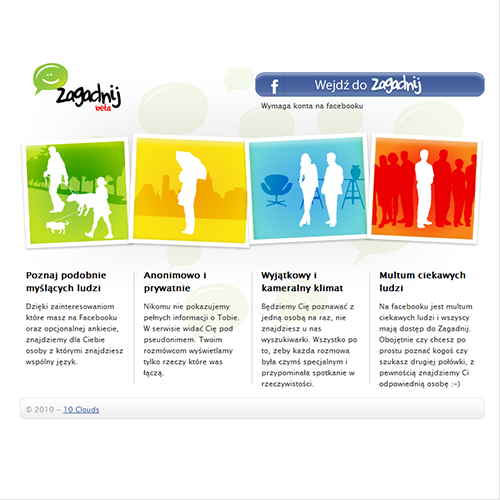 Zagadnij
beta
f Wejdź do Zagadnij
Wymaga konta na facebooku
Poznaj podobnie
myślących ludzi
Dzięki zainteresowaniom
które masz na Facebooku
oraz opcjonalnej ankiecie,
znajdziemy dla Ciebie
osoby z którymi znajdziesz
wspólny język.
Anonimowo i
prywatnie
Nikomu nie pokazujemy
pełnych informacji o Tobie.
W serwisie widać Cię pod
pseudonimem. Twoim
rozmówcom wyświetlamy
tylko rzeczy które was
łączą.
Wyjątkowy i
kameralny klimat
Będziemy Cię poznawać z
jedną osobą na raz, nie
znajdziesz u nas
wyszukiwarki. Wszystko po
to, żeby każda rozmowa
była czymś specjalnym i
przypominała spotkanie w
rzeczywistości.
Multum ciekawych
ludzi
Na facebooku jest multum
ciekawych ludzi i wszyscy
mają dostęp do Zagadnij.
Obojętnie czy chcesz po
prostu poznać kogoś czy
szukasz drugiej połówki, z
pewnością znajdziemy Ci
odpowiednią osobę :-)
© 2010 – 10 Clouds